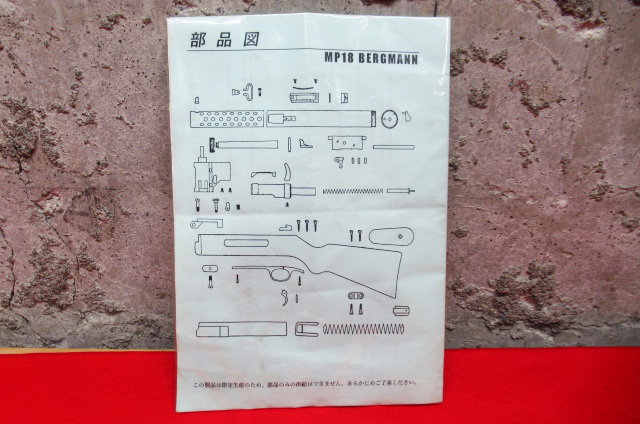 部品図
MP18 BERGMANN
この製品は限定生産のため、部品のみの供給はできません、あらかじめご了承ください。